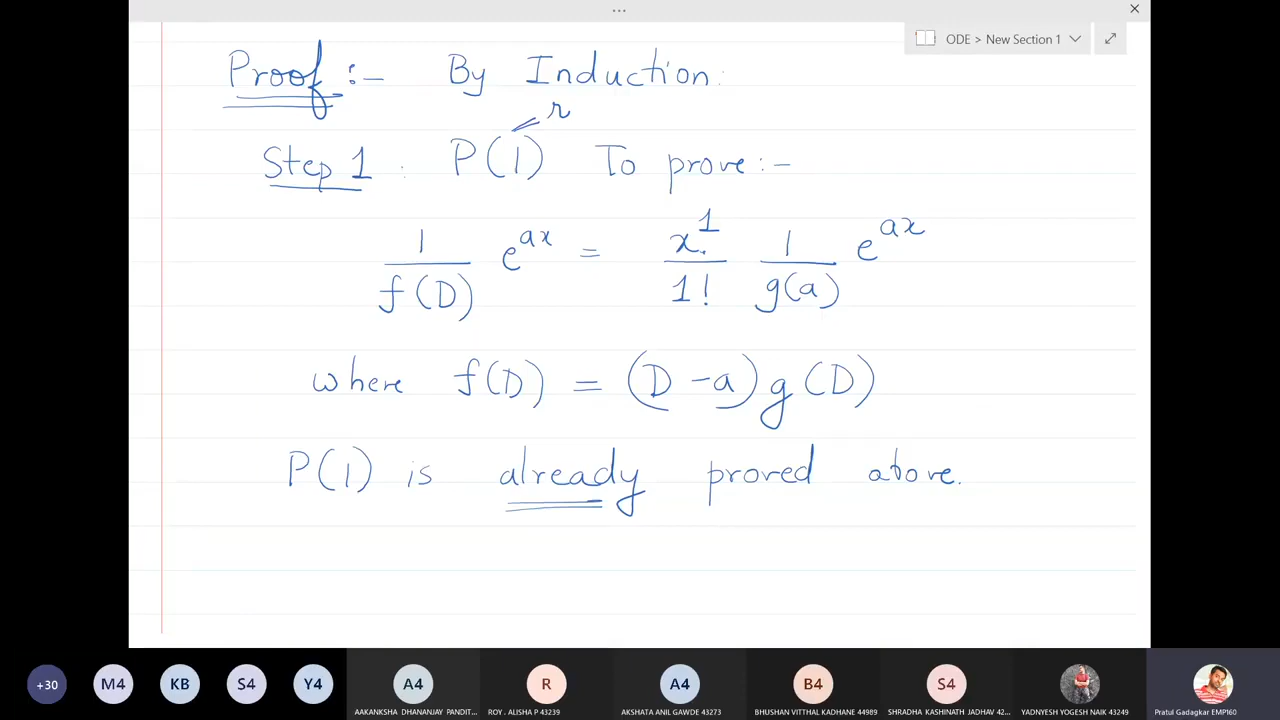 ODE > New Section 1
Proof :- By Induction:
r
Step 1 : P(1) To prove :-
1/f(D) e^{ax} = x^1/1! 1/g(a) e^{ax}
where f(D) = (D-a) g(D)
P(1) is already proved above.
+30 M4 KB S4 Y4 A4 R A4 B4 S4
AAKANKSHA DHANANJAY PANDIT... ROY . ALISHA P 43239 AKSHATA ANIL GAWDE 43273 BHUSHAN VITTHAL KADHANE 44989 SHRADHA KASHINATH JADHAV 42... YADNYESH YOGESH NAIK 43249 Pratul Gadagkar EMP160